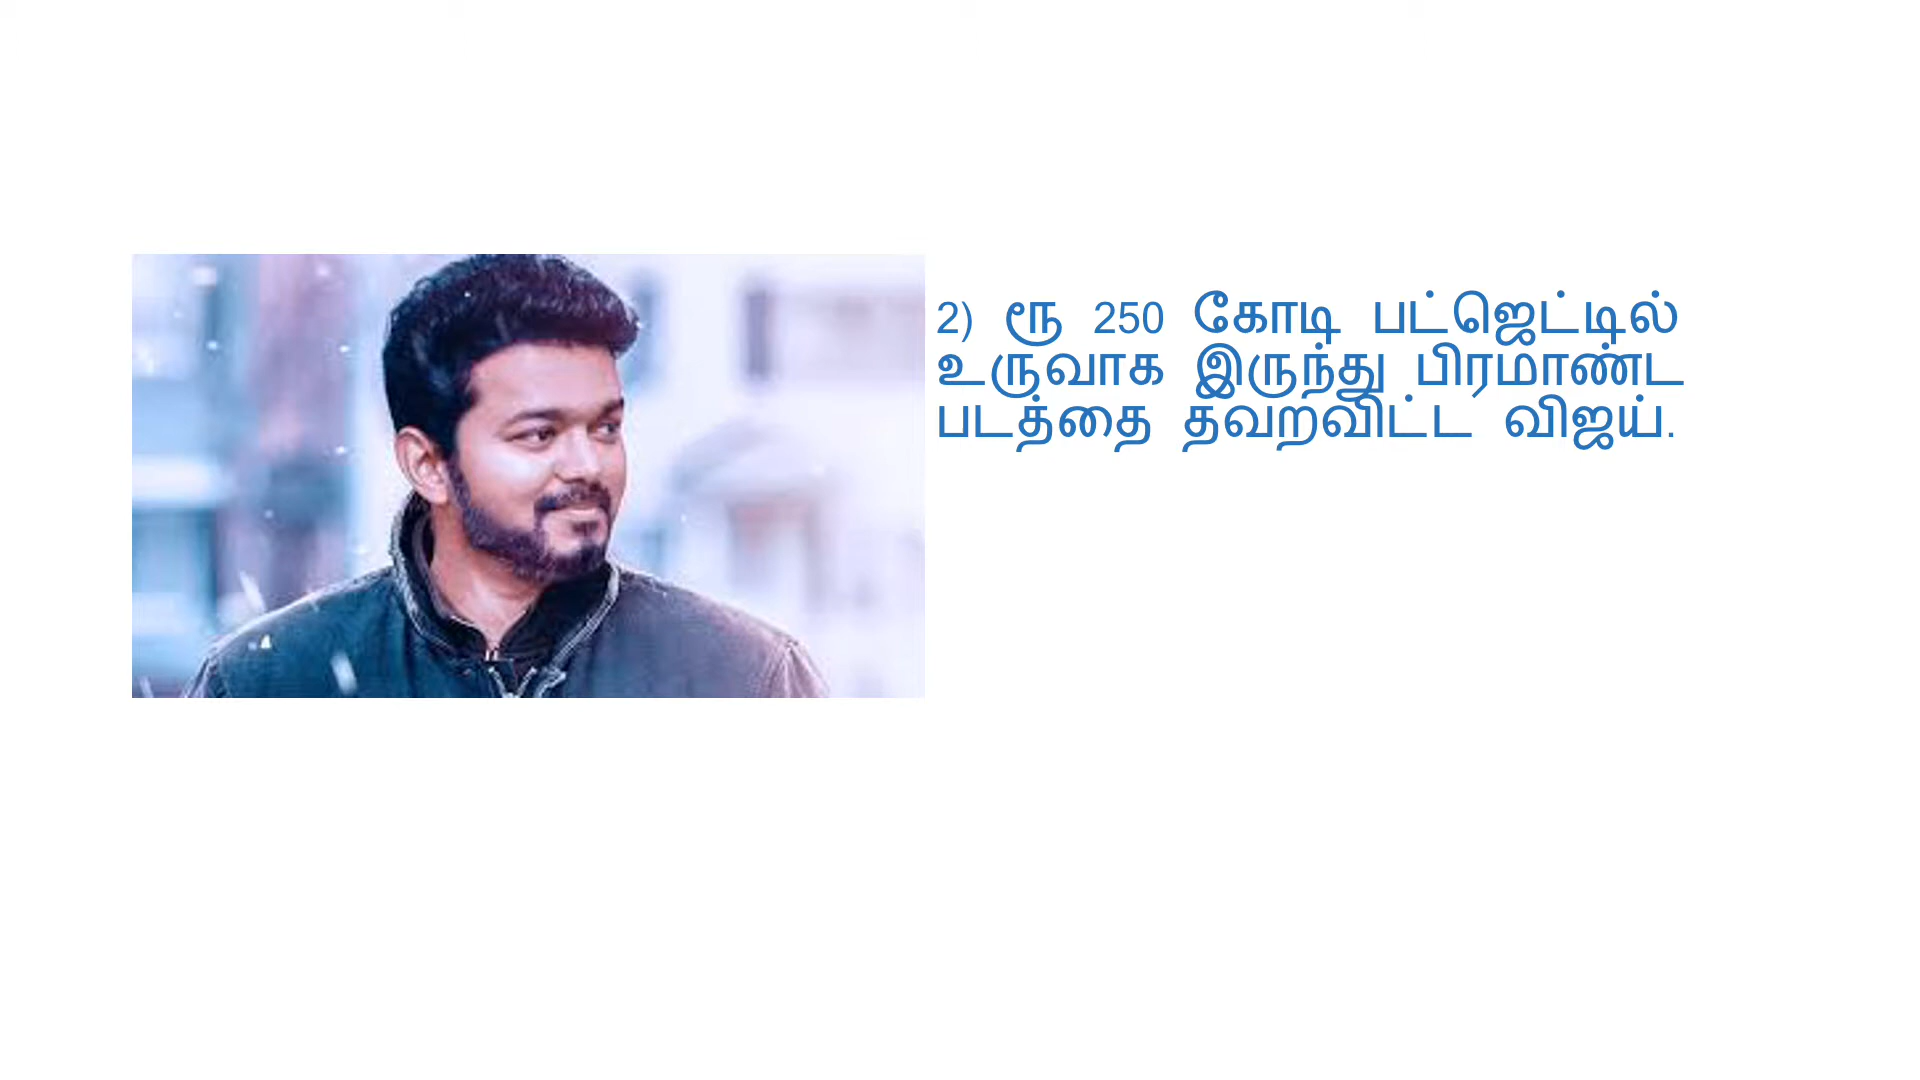 2) ரூ 250 கோடி பட்ஜெட்டில்
உருவாக இருந்து பிரமாண்ட
படத்தை தவறவிட்ட விஜய்.